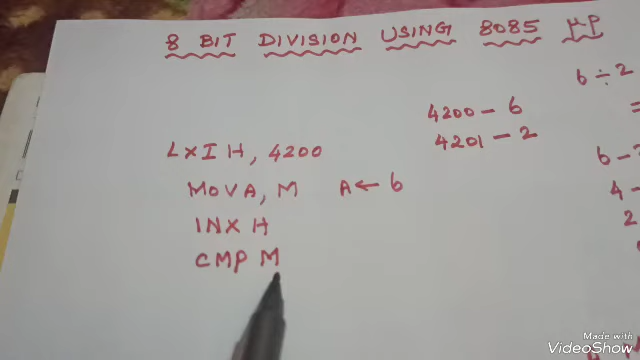 8 BIT DIVISION USING 8085 μP
6 ÷ 2
=
4200 - 6
4201 - 2
LXI H, 4200
MOV A, M A ← 6
INX H
CMP M
6 -
4 -
2
Made with
VideoShow